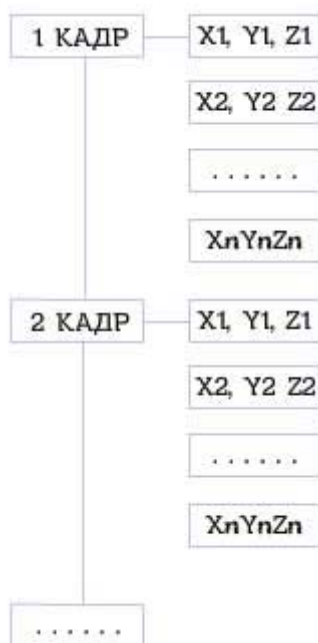 1 КАДР X1, Y1, Z1
X2, Y2 Z2
. . . . . .
XnYnZn
2 КАДР X1, Y1, Z1
X2, Y2 Z2
. . . . . .
XnYnZn
. . . . . .